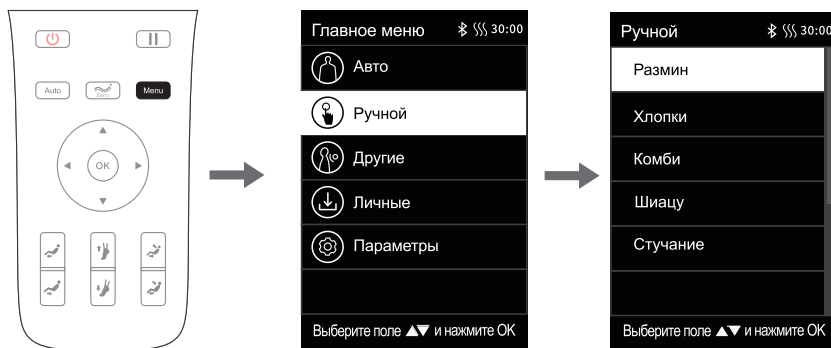 Auto
Zero
Menu
OK
Главное меню 30:00
Авто
Ручной
Другие
Личные
Параметры
Выберите поле ▲▼ и нажмите OK
Ручной 30:00
Размин
Хлопки
Комби
Шиацу
Стучание
Выберите поле ▲▼ и нажмите OK